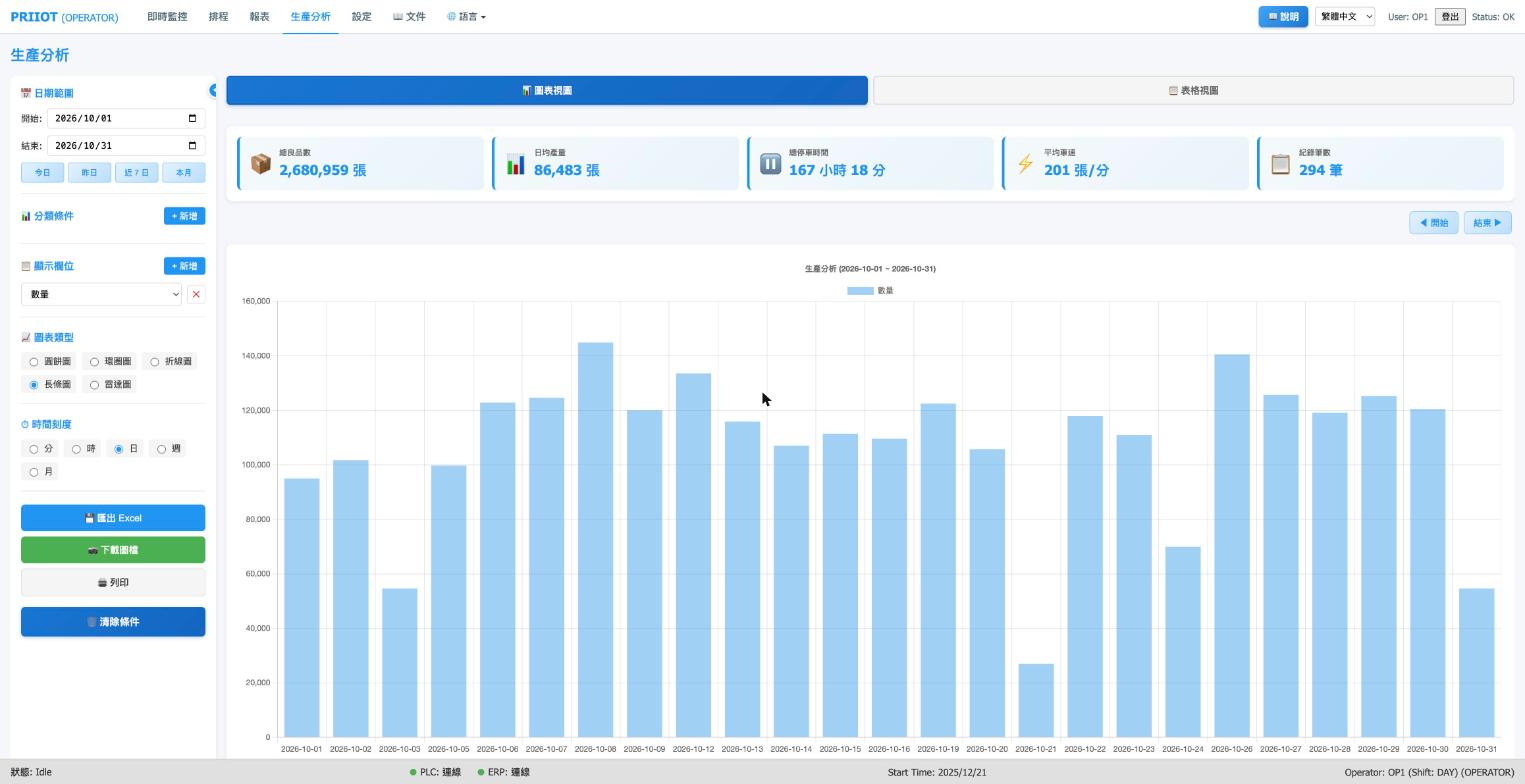 PRIIOT (OPERATOR) 即時監控 排程 報表 生產分析 設定 文件 語言 說明 繁體中文 User: OP1 登出 Status: OK
生產分析
日期範圍
開始: 2026/10/01
結束: 2026/10/31
今日 昨日 近 7 日 本月
分類條件 + 新增
顯示欄位 + 新增
數量
圖表類型
圓餅圖 環圈圖 折線圖
長條圖 雷達圖
時間刻度
分 時 日 週
月
匯出 Excel
下載圖檔
列印
清除條件
圖表視圖 表格視圖
總良品數
2,680,959 張
日均產量
86,483 張
總停車時間
167 小時 18 分
平均車速
201 張/分
紀錄筆數
294 筆
◀ 開始 結束 ▶
生產分析 (2026-10-01 ~ 2026-10-31)
數量
160,000
140,000
120,000
100,000
80,000
60,000
40,000
20,000
0
2026-10-01 2026-10-02 2026-10-03 2026-10-05 2026-10-06 2026-10-07 2026-10-08 2026-10-09 2026-10-12 2026-10-13 2026-10-14 2026-10-15 2026-10-16 2026-10-19 2026-10-20 2026-10-21 2026-10-22 2026-10-23 2026-10-24 2026-10-26 2026-10-27 2026-10-28 2026-10-29 2026-10-30 2026-10-31
狀態: Idle PLC: 連線 ERP: 連線 Start Time: 2025/12/21 Operator: OP1 (Shift: DAY) (OPERATOR)